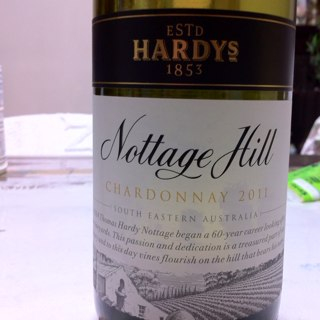 ESTD
HARDYS
1853
Nottage Hill
CHARDONNAY 2011
SOUTH EASTERN AUSTRALIA
Thomas Hardy Nottage began a 60-year career looking
This passion and dedication is a treasured
this day vines flourish on the hill that